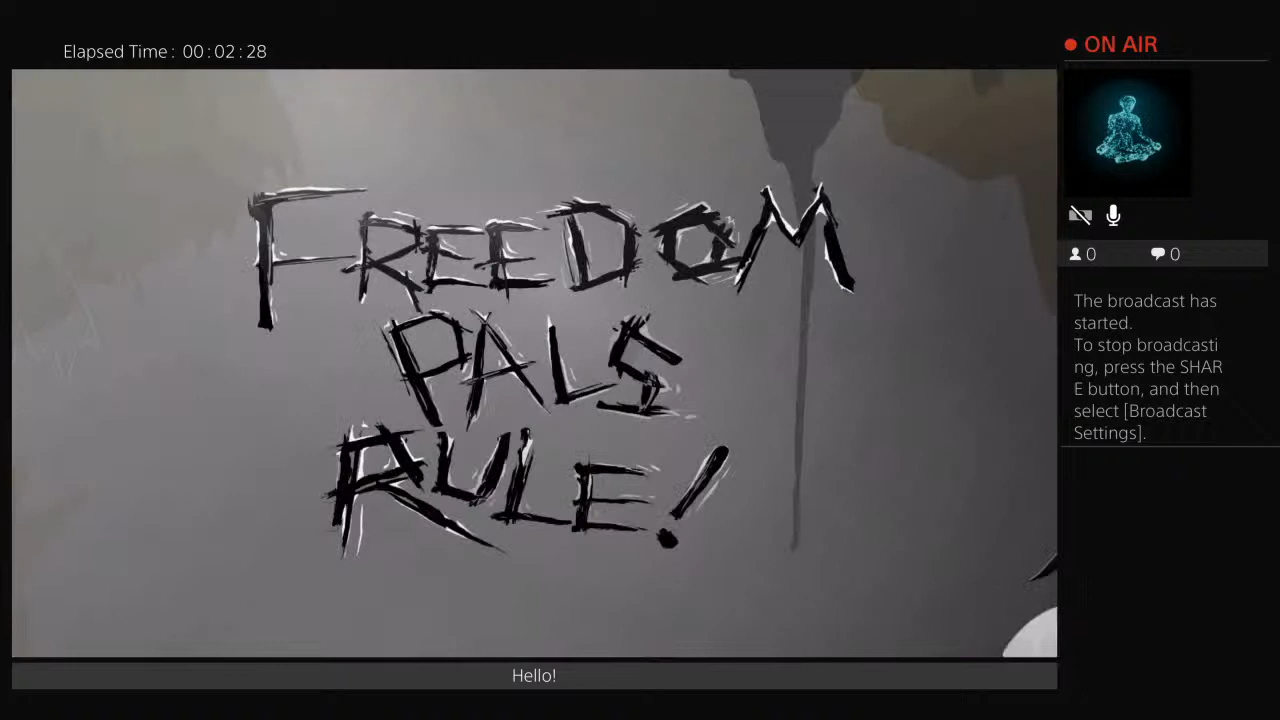 Elapsed Time: 00:02:28
ON AIR
FREEDOM
PALS
RULE!
0
0
The broadcast has
started.
To stop broadcasti
ng, press the SHAR
E button, and then
select [Broadcast
Settings].
Hello!